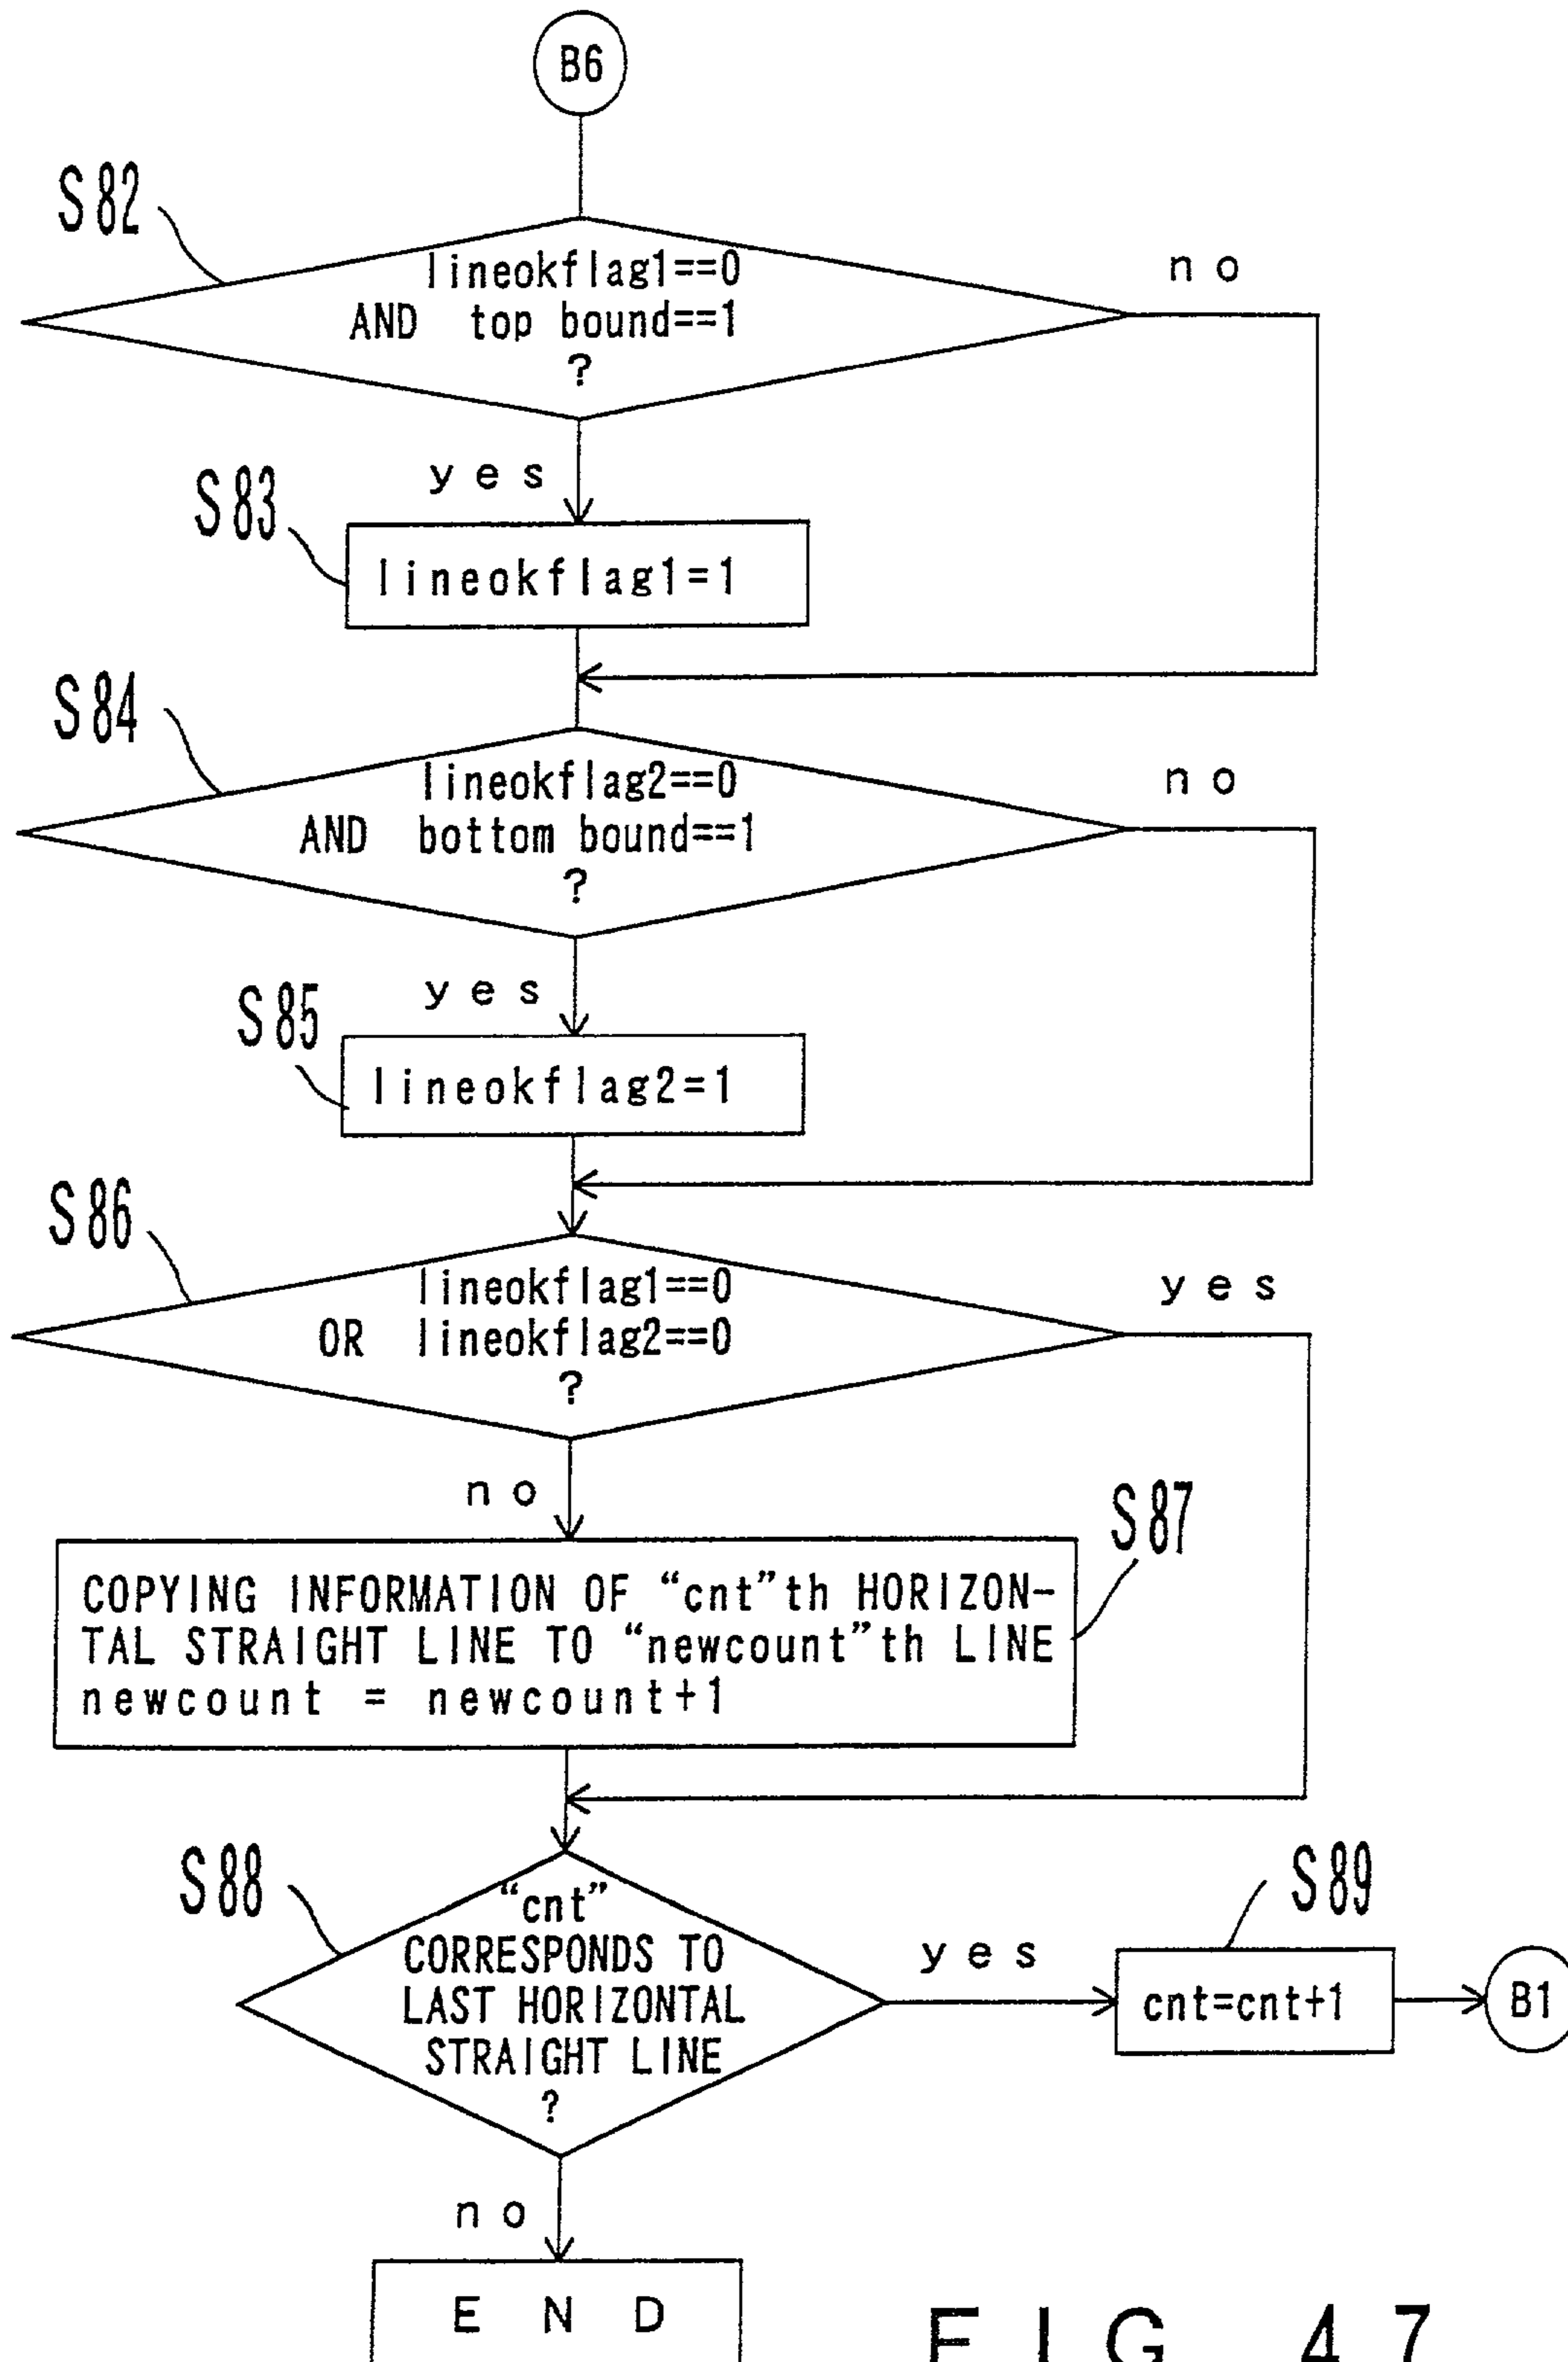 B6
S82
lineokflag1==0
AND top bound==1
?
no
yes
S83
lineokflag1=1
S84
lineokflag2==0
AND bottom bound==1
?
no
yes
S85
lineokflag2=1
S86
lineokflag1==0
OR lineokflag2==0
?
yes
no
S87
COPYING INFORMATION OF “cnt”th HORIZON-
TAL STRAIGHT LINE TO “newcount”th LINE
newcount = newcount+1
S88
“cnt”
CORRESPONDS TO
LAST HORIZONTAL
STRAIGHT LINE
?
yes
S89
cnt=cnt+1
B1
no
END
FIG 47